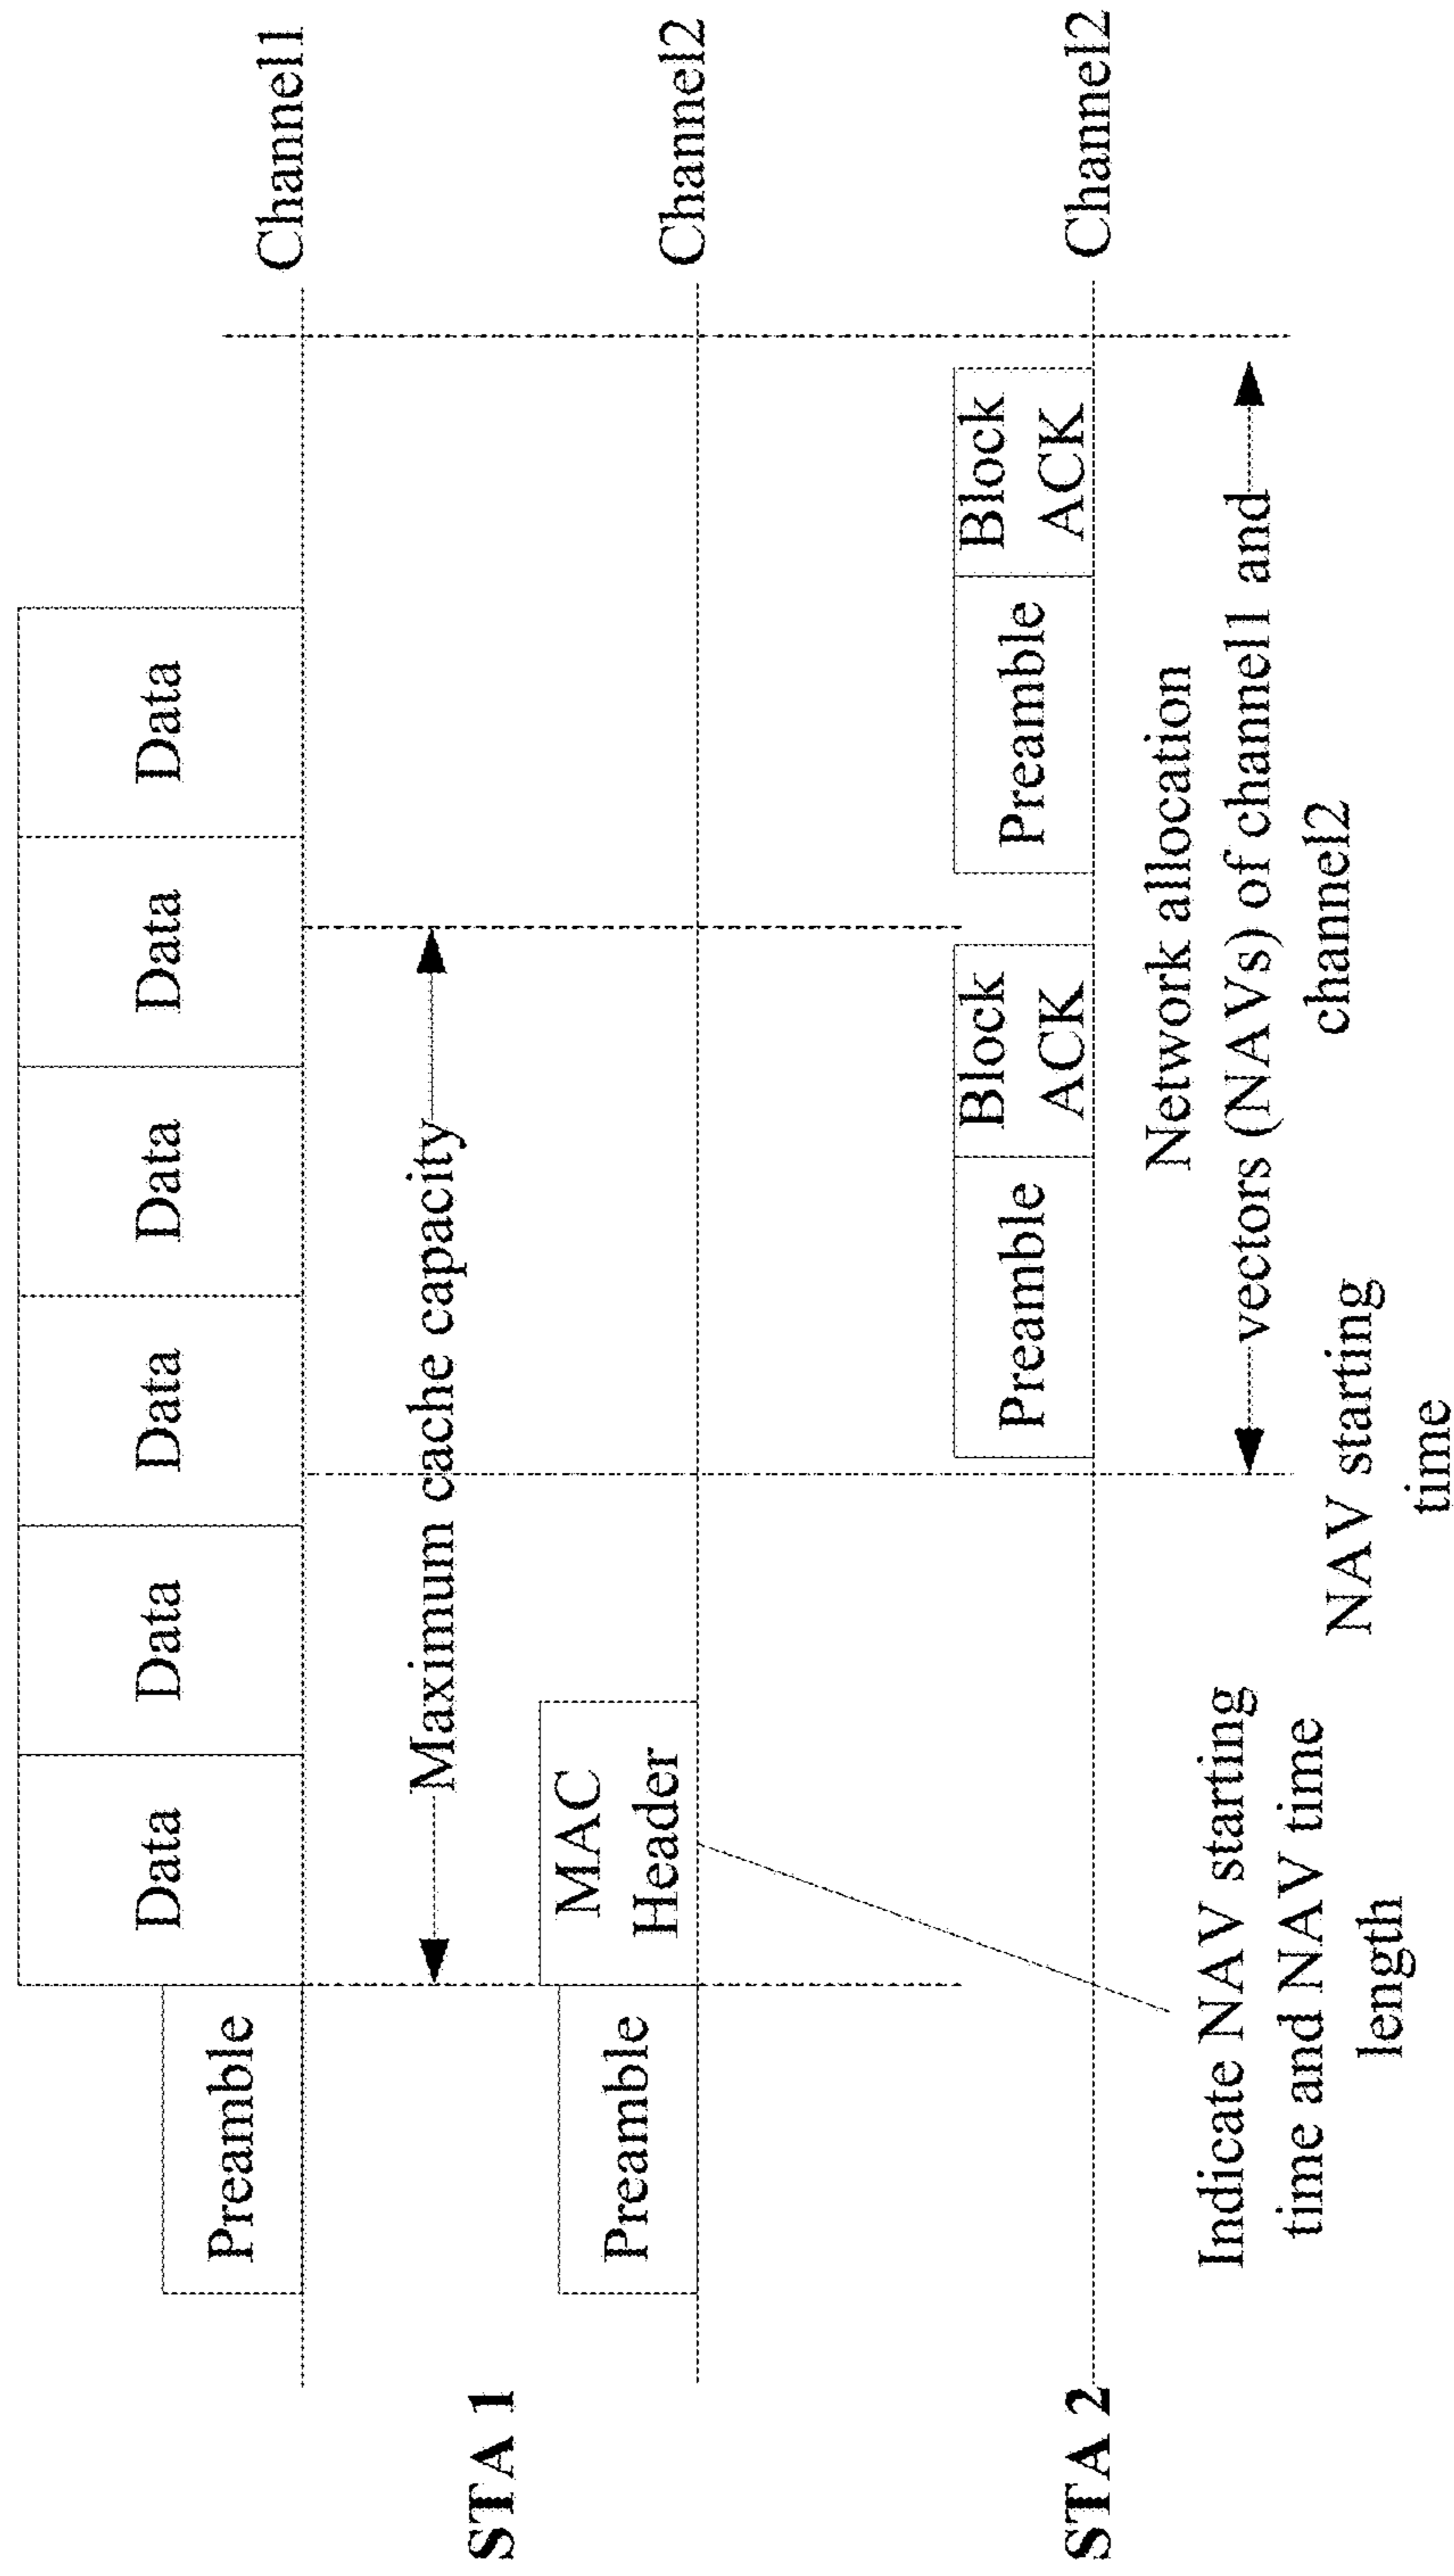 Preamble
Data
Data
Data
Data
Data
Data
Channel1
STA 1
Maximum cache capacity
Preamble
MAC
Header
Channel2
STA 2
Preamble
Block
ACK
Preamble
Block
ACK
Channel2
Indicate NAV starting
time and NAV time
length
NAV starting
time
Network allocation
vectors (NAVs) of channel1 and
channel2